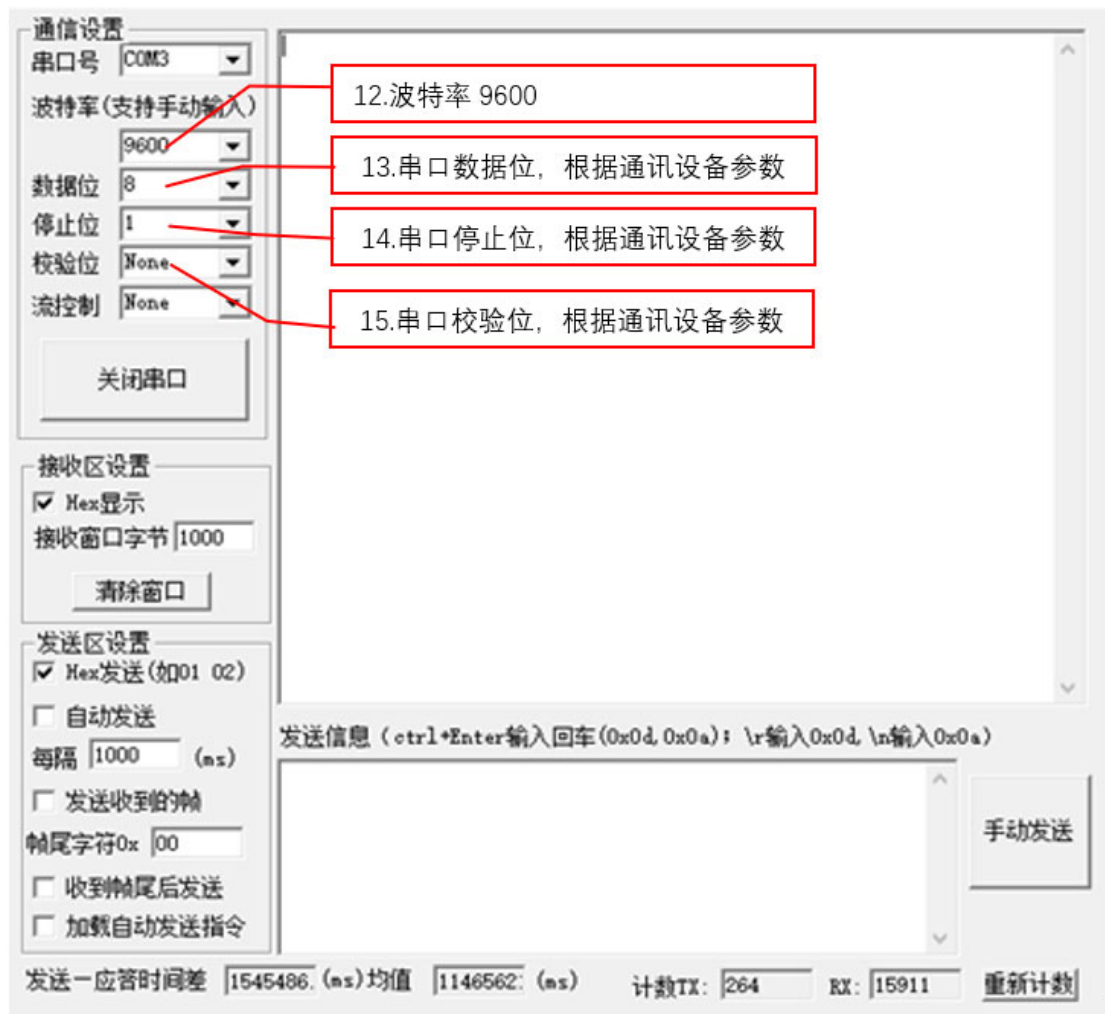 通信设置
串口号 COM3
波特率(支持手动输入)
9600
数据位 8
停止位 1
校验位 None
流控制 None
关闭串口
12.波特率 9600
13.串口数据位，根据通讯设备参数
14.串口停止位，根据通讯设备参数
15.串口校验位，根据通讯设备参数
接收区设置
Hex显示
接收窗口字节 1000
清除窗口
发送区设置
Hex发送(如01 02)
自动发送
每隔 1000 (ms)
发送收到的帧
帧尾字符0x 00
收到帧尾后发送
加载自动发送指令
发送信息（ctrl+Enter输入回车(0x0d,0x0a)；\r输入0x0d,\n输入0x0a）
手动发送
发送一应答时间差 1545486. (ms)均值 1146562: (ms) 计数TX: 264 RX: 15911 重新计数